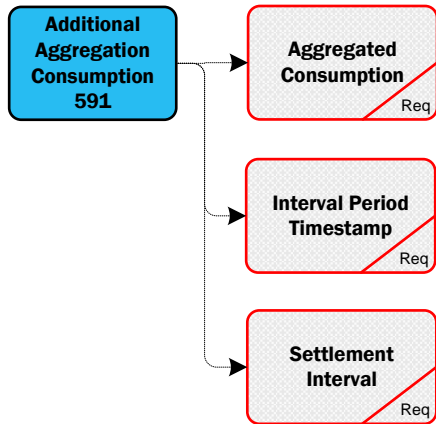 Additional
Aggregation
Consumption
591
Aggregated
Consumption
Req
Interval Period
Timestamp
Req
Settlement
Interval
Req